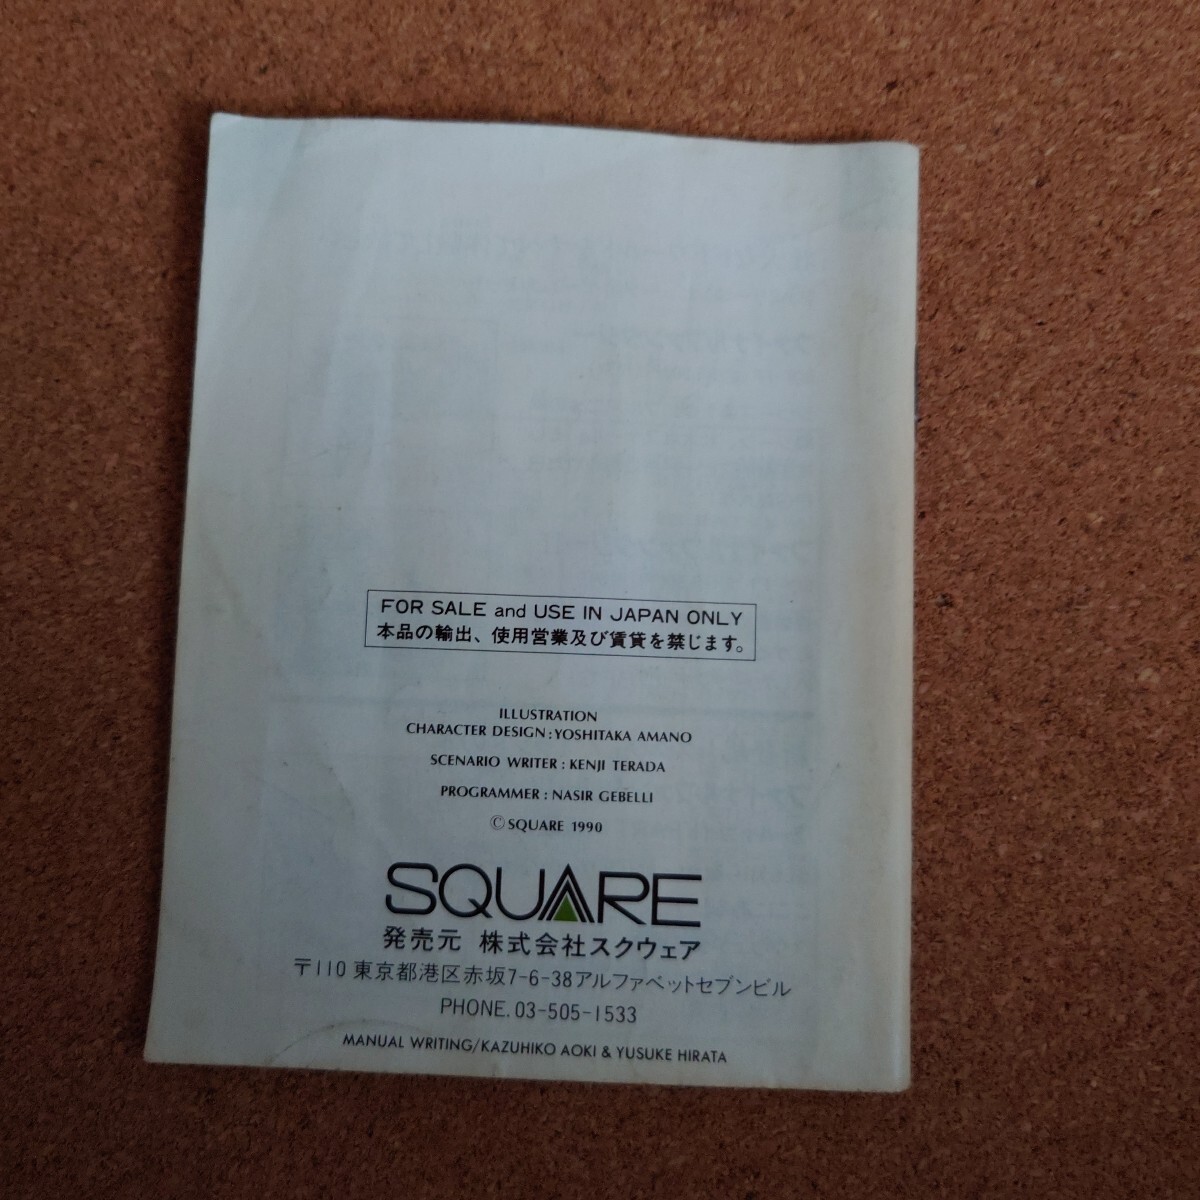 FOR SALE and USE IN JAPAN ONLY
本品の輸出、使用営業及び賃貸を禁じます。
ILLUSTRATION
CHARACTER DESIGN:YOSHITAKA AMANO
SCENARIO WRITER:KENJI TERADA
PROGRAMMER:NASIR GEBELLI
©SQUARE 1990
SQUARE
発売元 株式会社スクウェア
〒110 東京都港区赤坂7-6-38アルファベットセブンビル
PHONE.03-505-1533
MANUAL WRITING/KAZUHIKO AOKI & YUSUKE HIRATA